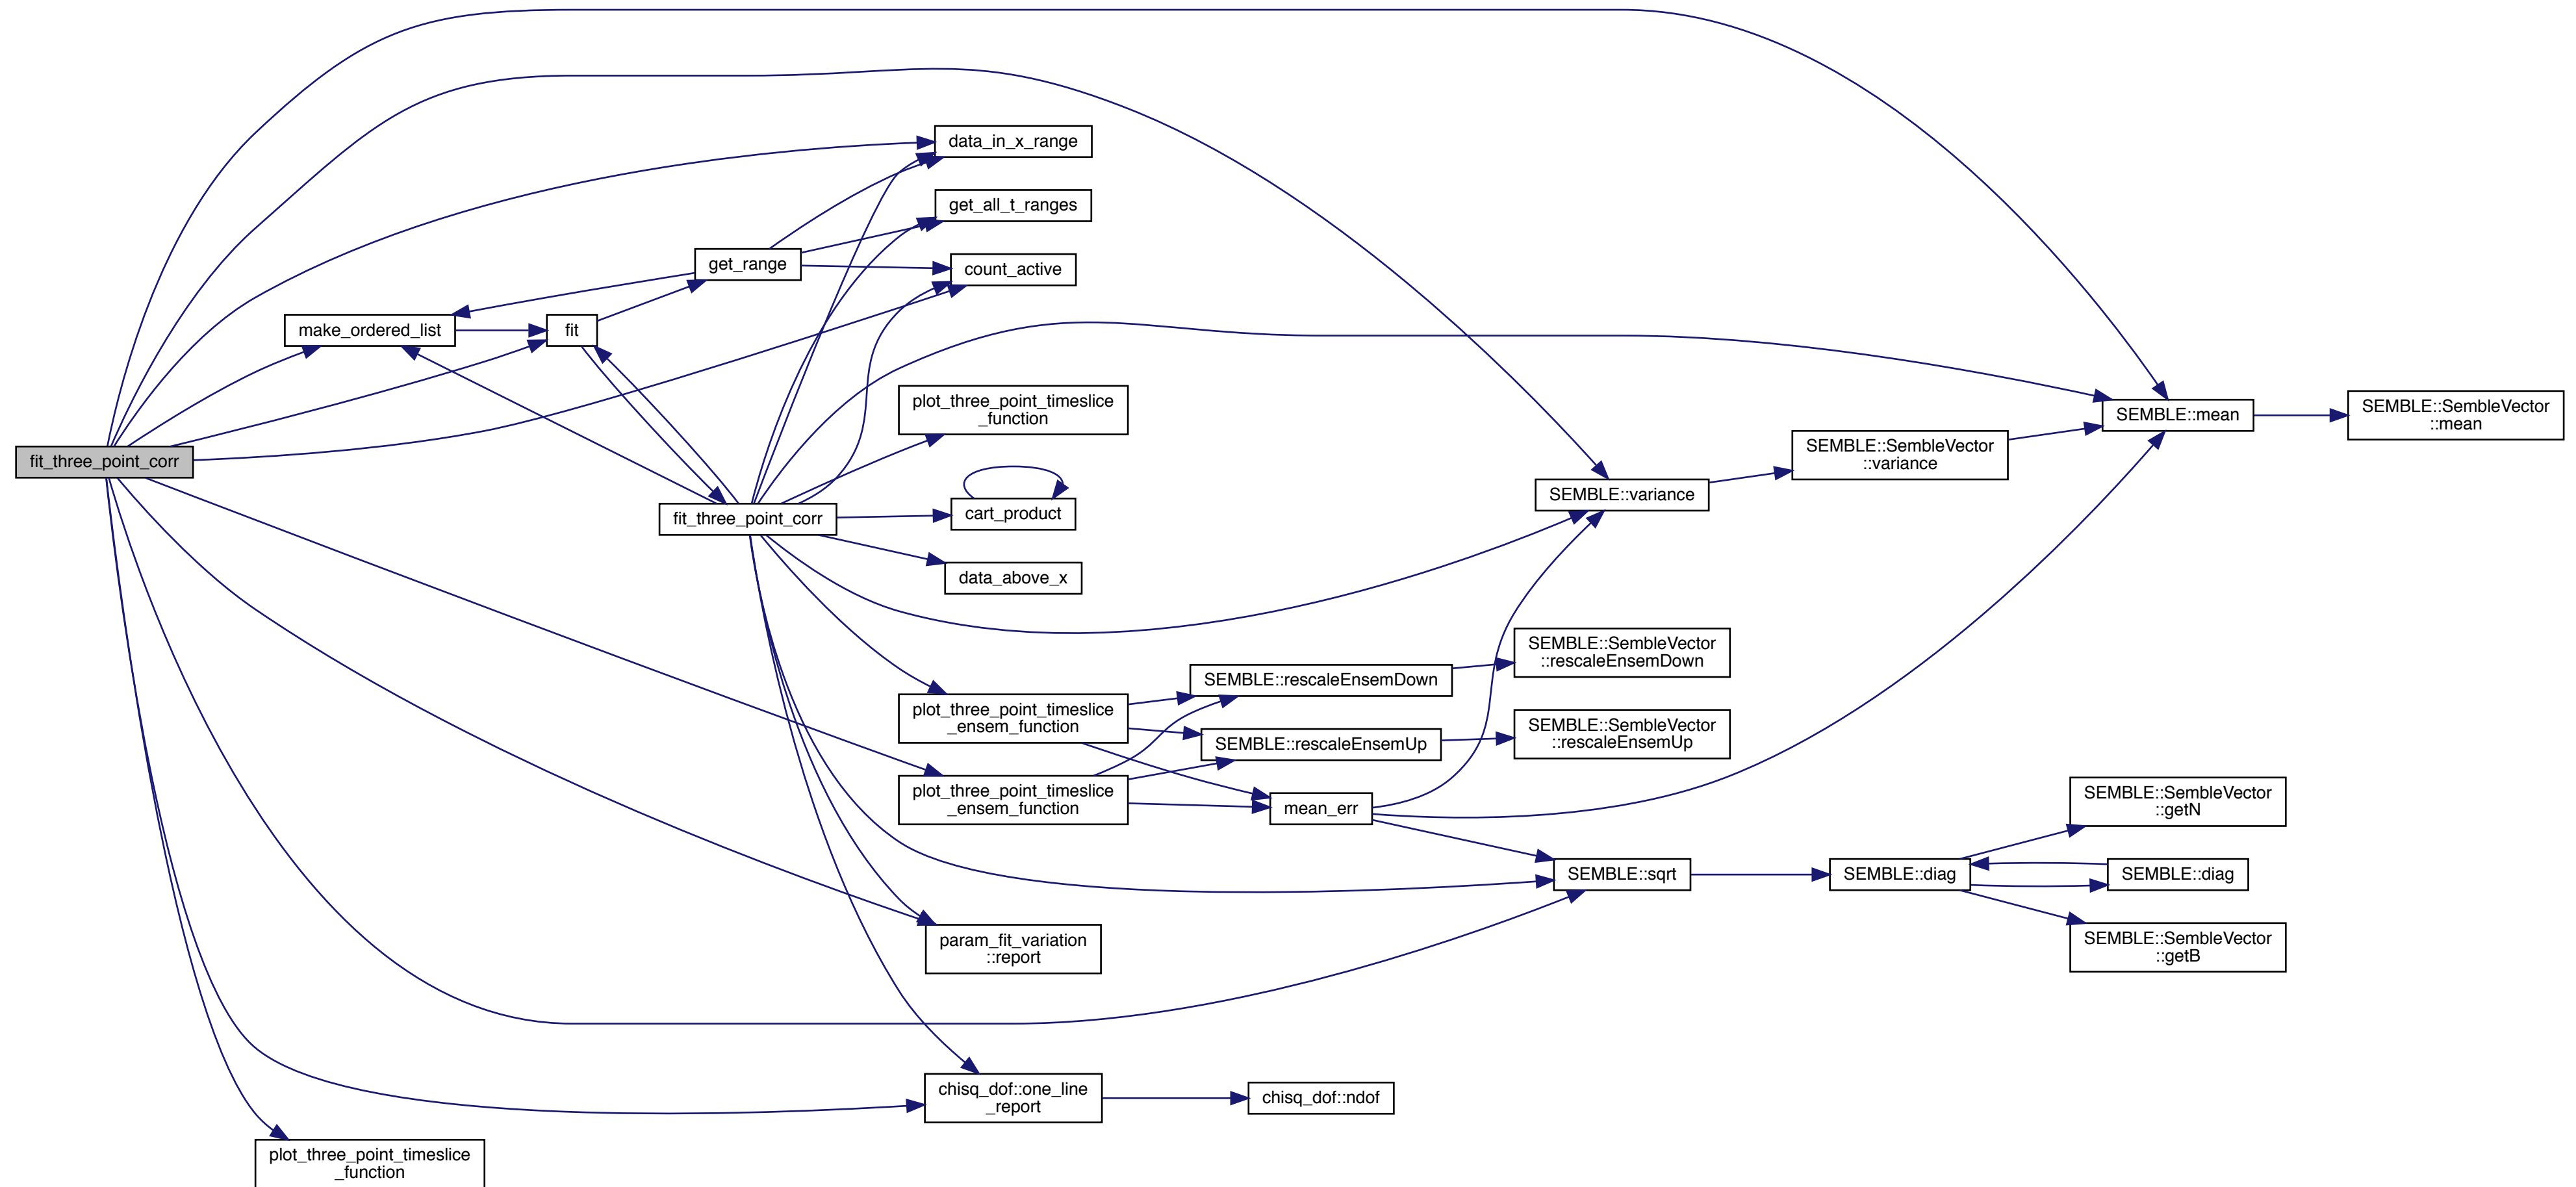 data_in_x_range
get_all_t_ranges
get_range
count_active
make_ordered_list
fit
plot_three_point_timeslice
_function
SEMBLE::mean
SEMBLE::SembleVector
::mean
fit_three_point_corr
SEMBLE::SembleVector
::variance
SEMBLE::variance
fit_three_point_corr
cart_product
data_above_x
SEMBLE::SembleVector
::rescaleEnsemDown
SEMBLE::rescaleEnsemDown
plot_three_point_timeslice
_ensem_function
SEMBLE::SembleVector
::rescaleEnsemUp
SEMBLE::rescaleEnsemUp
plot_three_point_timeslice
_ensem_function
mean_err
SEMBLE::SembleVector
::getN
SEMBLE::sqrt
SEMBLE::diag
SEMBLE::diag
param_fit_variation
::report
SEMBLE::SembleVector
::getB
chisq_dof::one_line
_report
chisq_dof::ndof
plot_three_point_timeslice
_function